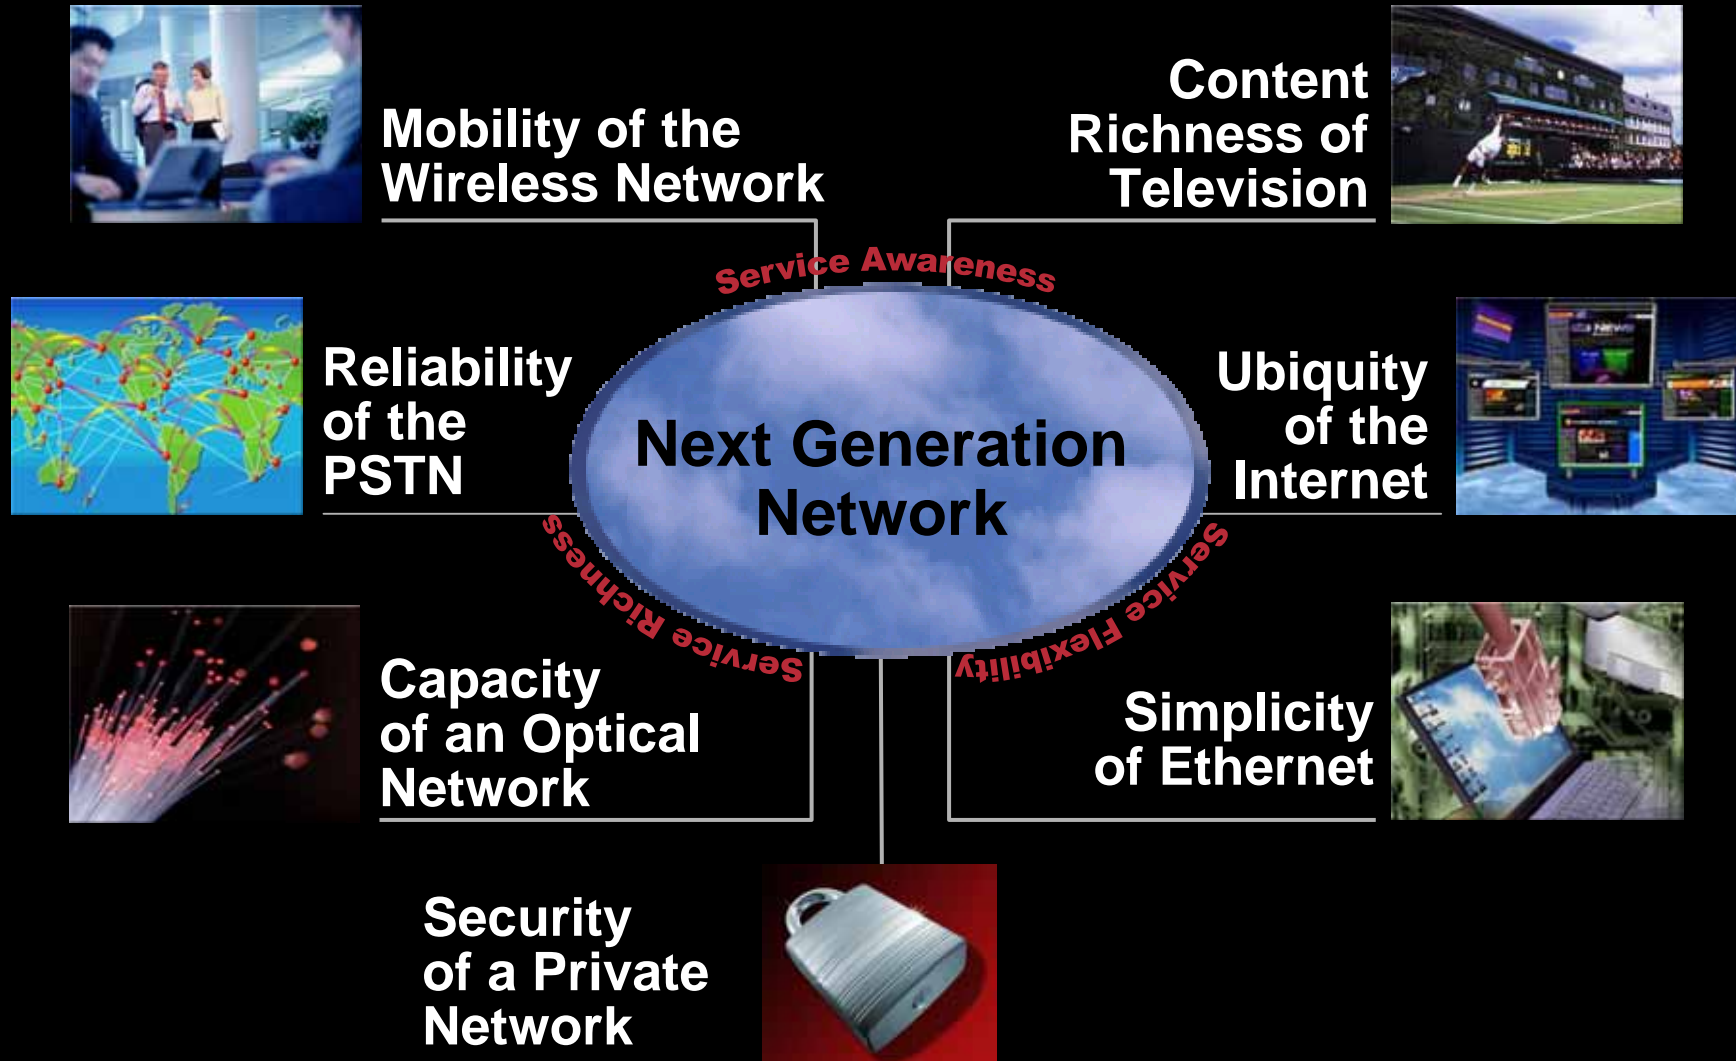 Mobility of the
Wireless Network
Content
Richness of
Television
Service Awareness
Reliability
of the
PSTN
Next Generation
Network
Ubiquity
of the
Internet
Service Richness
Service Flexibility
Capacity
of an Optical
Network
Simplicity
of Ethernet
Security
of a Private
Network